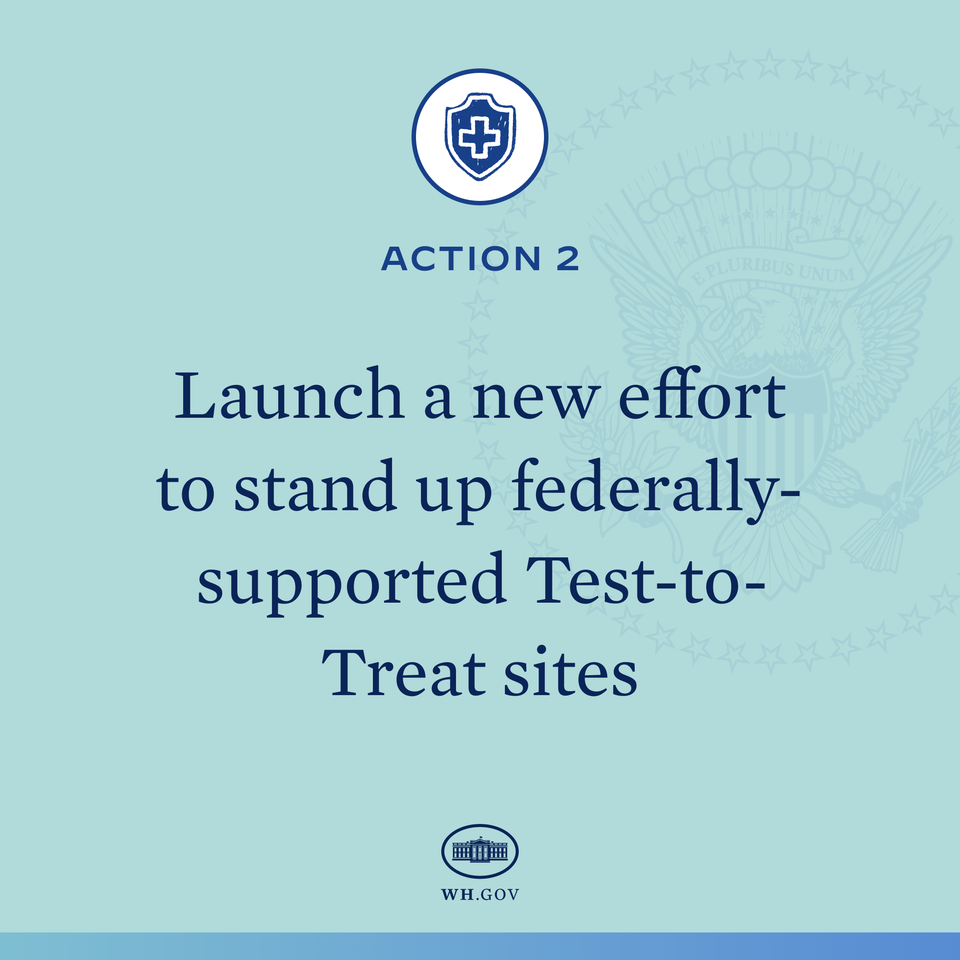 ACTION 2
E PLURIBUS UNUM
Launch a new effort
to stand up federally-
supported Test-to-
Treat sites
WH.GOV